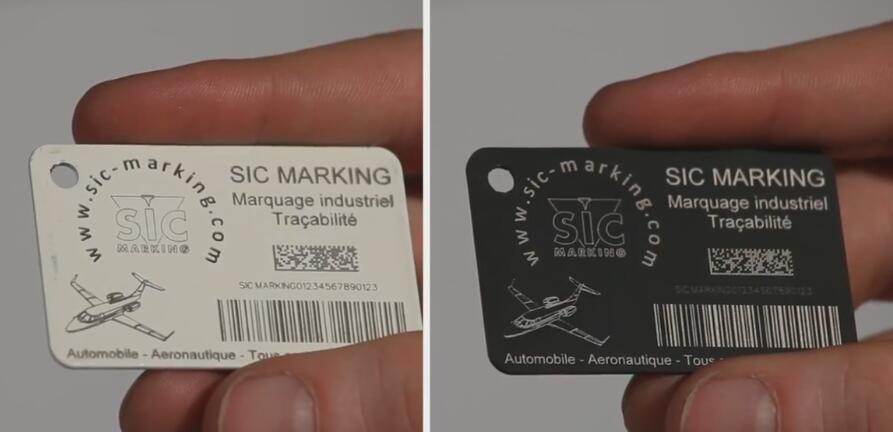 www.sic-marking.com
SIC
MARKING
SIC MARKING
Marquage industriel
Traçabilité
SIC MARKING01234567890123
Automobile - Aeronautique - Tous
www.sic-marking.com
SIC
MARKING
SIC MARKING
Marquage industriel
Traçabilité
SIC MARKING01234567890123
Automobile - Aeronautique - Tous